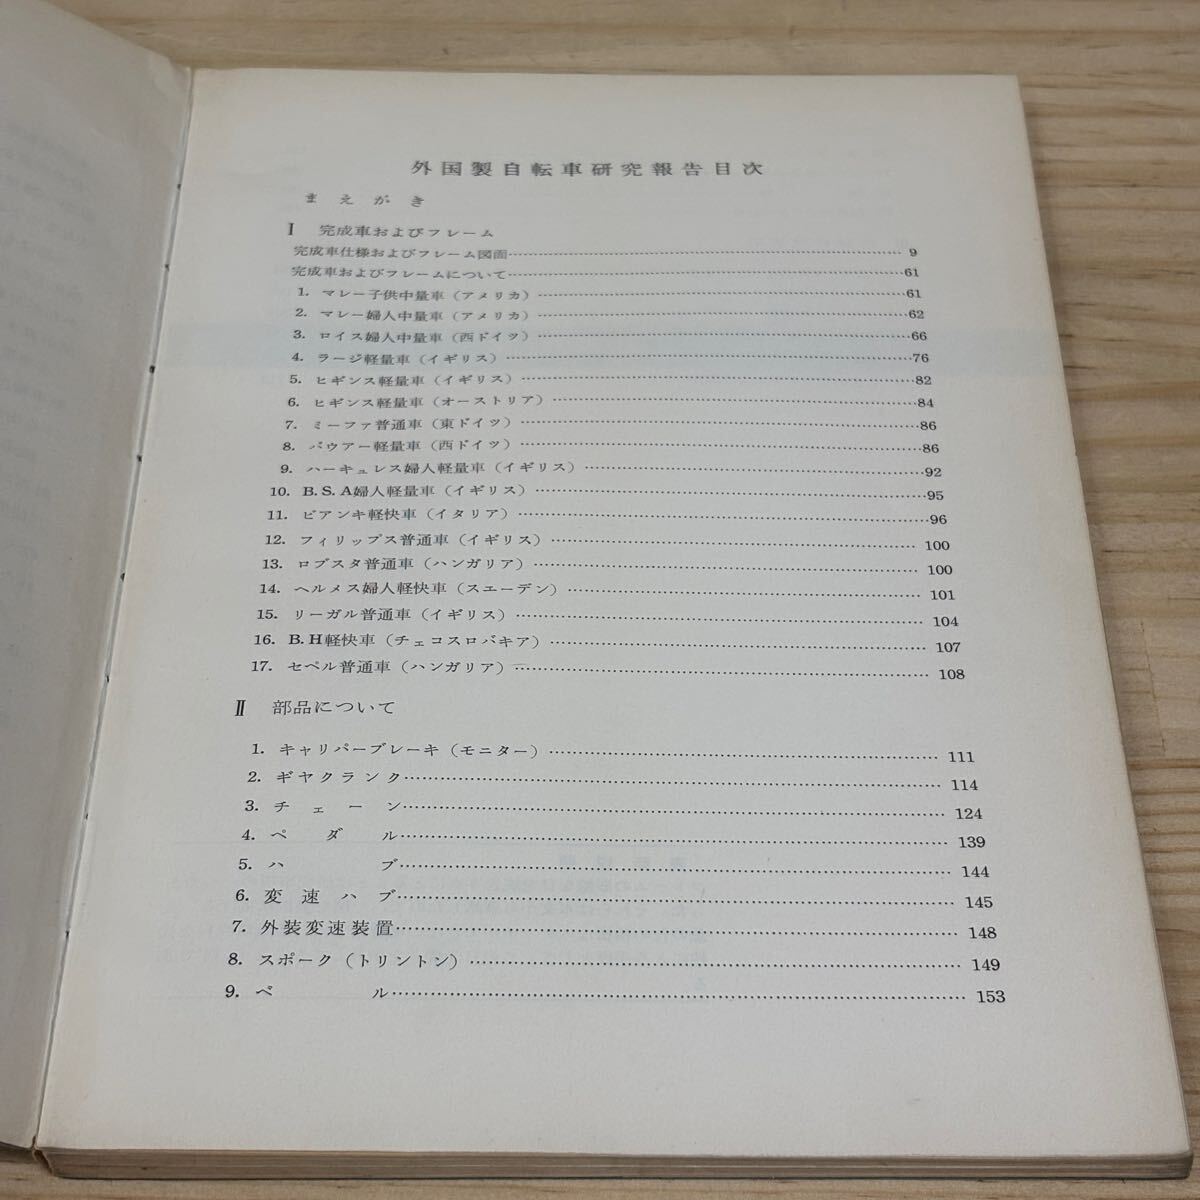 外国製自転車研究報告目次
まえがき
Ⅰ 完成車およびフレーム
完成車仕様およびフレーム図面……9
完成車およびフレームについて……61
1. マレー子供中量車(アメリカ)……61
2. マレー婦人中量車(アメリカ)……62
3. ロイス婦人中量車(西ドイツ)……66
4. ラージ軽量車(イギリス)……76
5. ヒギンス軽量車(イギリス)……82
6. ヒギンス軽量車(オーストリア)……84
7. ミーファ普通車(東ドイツ)……86
8. バウアー軽量車(西ドイツ)……86
9. ハーキュレス婦人軽量車(イギリス)……92
10. B.S.A婦人軽量車(イギリス)……95
11. ビアンキ軽快車(イタリア)……96
12. フィリップス普通車(イギリス)……100
13. ロブスタ普通車(ハンガリア)……100
14. ヘルメス婦人軽快車(スエーデン)……101
15. リーガル普通車(イギリス)……104
16. B.H軽快車(チェコスロバキア)……107
17. セペル普通車(ハンガリア)……108
Ⅱ 部品について
1. キャリパーブレーキ(モニター)……111
2. ギヤクランク……114
3. チェーン……124
4. ペダル……139
5. ハブ……144
6. 変速ハブ……145
7. 外装変速装置……148
8. スポーク(トリントン)……149
9. ベル……153